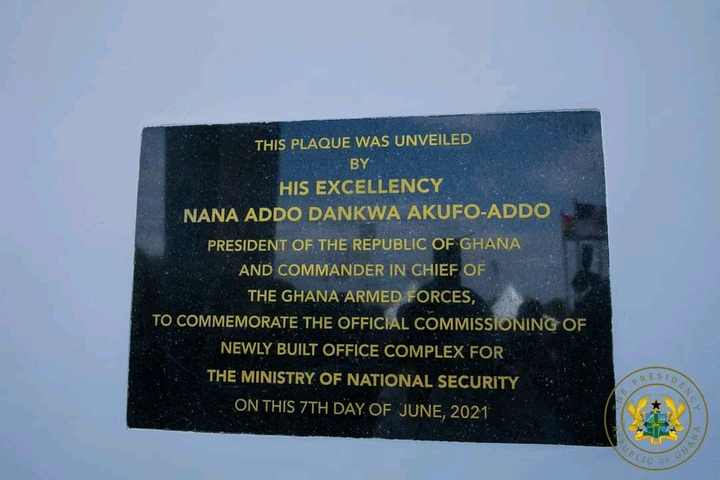 THIS PLAQUE WAS UNVEILED
BY
HIS EXCELLENCY
NANA ADDO DANKWA AKUFO-ADDO
PRESIDENT OF THE REPUBLIC OF GHANA
AND COMMANDER IN CHIEF OF
THE GHANA ARMED FORCES,
TO COMMEMORATE THE OFFICIAL COMMISSIONING OF
NEWLY BUILT OFFICE COMPLEX FOR
THE MINISTRY OF NATIONAL SECURITY
ON THIS 7TH DAY OF JUNE, 2021
THE PRESIDENCY
REPUBLIC OF GHANA